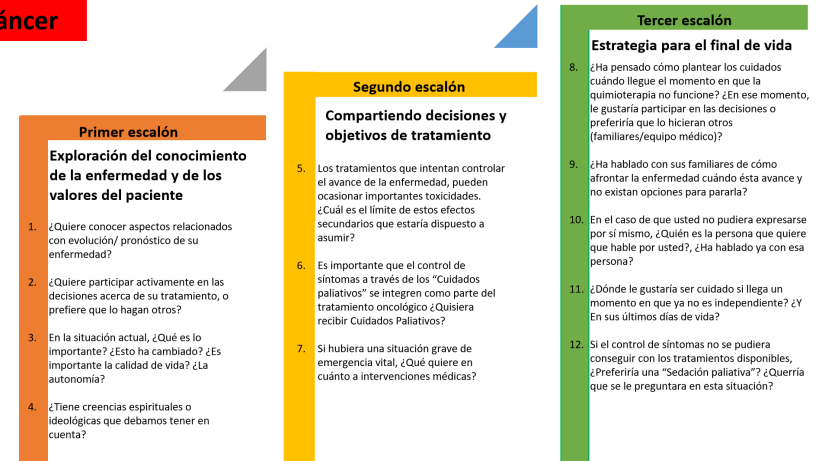 áncer
Primer escalón
Exploración del conocimiento
de la enfermedad y de los
valores del paciente
1. ¿Quiere conocer aspectos relacionados
con evolución/ pronóstico de su
enfermedad?
2. ¿Quiere participar activamente en las
decisiones acerca de su tratamiento, o
prefiere que lo hagan otros?
3. En la situación actual, ¿Qué es lo
importante? ¿Esto ha cambiado? ¿Es
importante la calidad de vida? ¿La
autonomía?
4. ¿Tiene creencias espirituales o
ideológicas que debamos tener en
cuenta?
Segundo escalón
Compartiendo decisiones y
objetivos de tratamiento
5. Los tratamientos que intentan controlar
el avance de la enfermedad, pueden
ocasionar importantes toxicidades.
¿Cuál es el límite de estos efectos
secundarios que estaría dispuesto a
asumir?
6. Es importante que el control de
síntomas a través de los “Cuidados
paliativos” se integren como parte del
tratamiento oncológico ¿Quisiera
recibir Cuidados Paliativos?
7. Si hubiera una situación grave de
emergencia vital, ¿Qué quiere en
cuánto a intervenciones médicas?
Tercer escalón
Estrategia para el final de vida
8. ¿Ha pensado cómo plantear los cuidados
cuándo llegue el momento en que la
quimioterapia no funcione? ¿En ese momento,
le gustaría participar en las decisiones o
preferiría que lo hicieran otros
(familiares/equipo médico)?
9. ¿Ha hablado con sus familiares de cómo
afrontar la enfermedad cuándo ésta avance y
no existan opciones para pararla?
10. En el caso de que usted no pudiera expresarse
por sí mismo, ¿Quién es la persona que quiere
que hable por usted?, ¿Ha hablado ya con esa
persona?
11. ¿Dónde le gustaría ser cuidado si llega un
momento en que ya no es independiente? ¿Y
En sus últimos días de vida?
12. Si el control de síntomas no se pudiera
conseguir con los tratamientos disponibles,
¿Preferiría una “Sedación paliativa”? ¿Querría
que se le preguntara en esta situación?